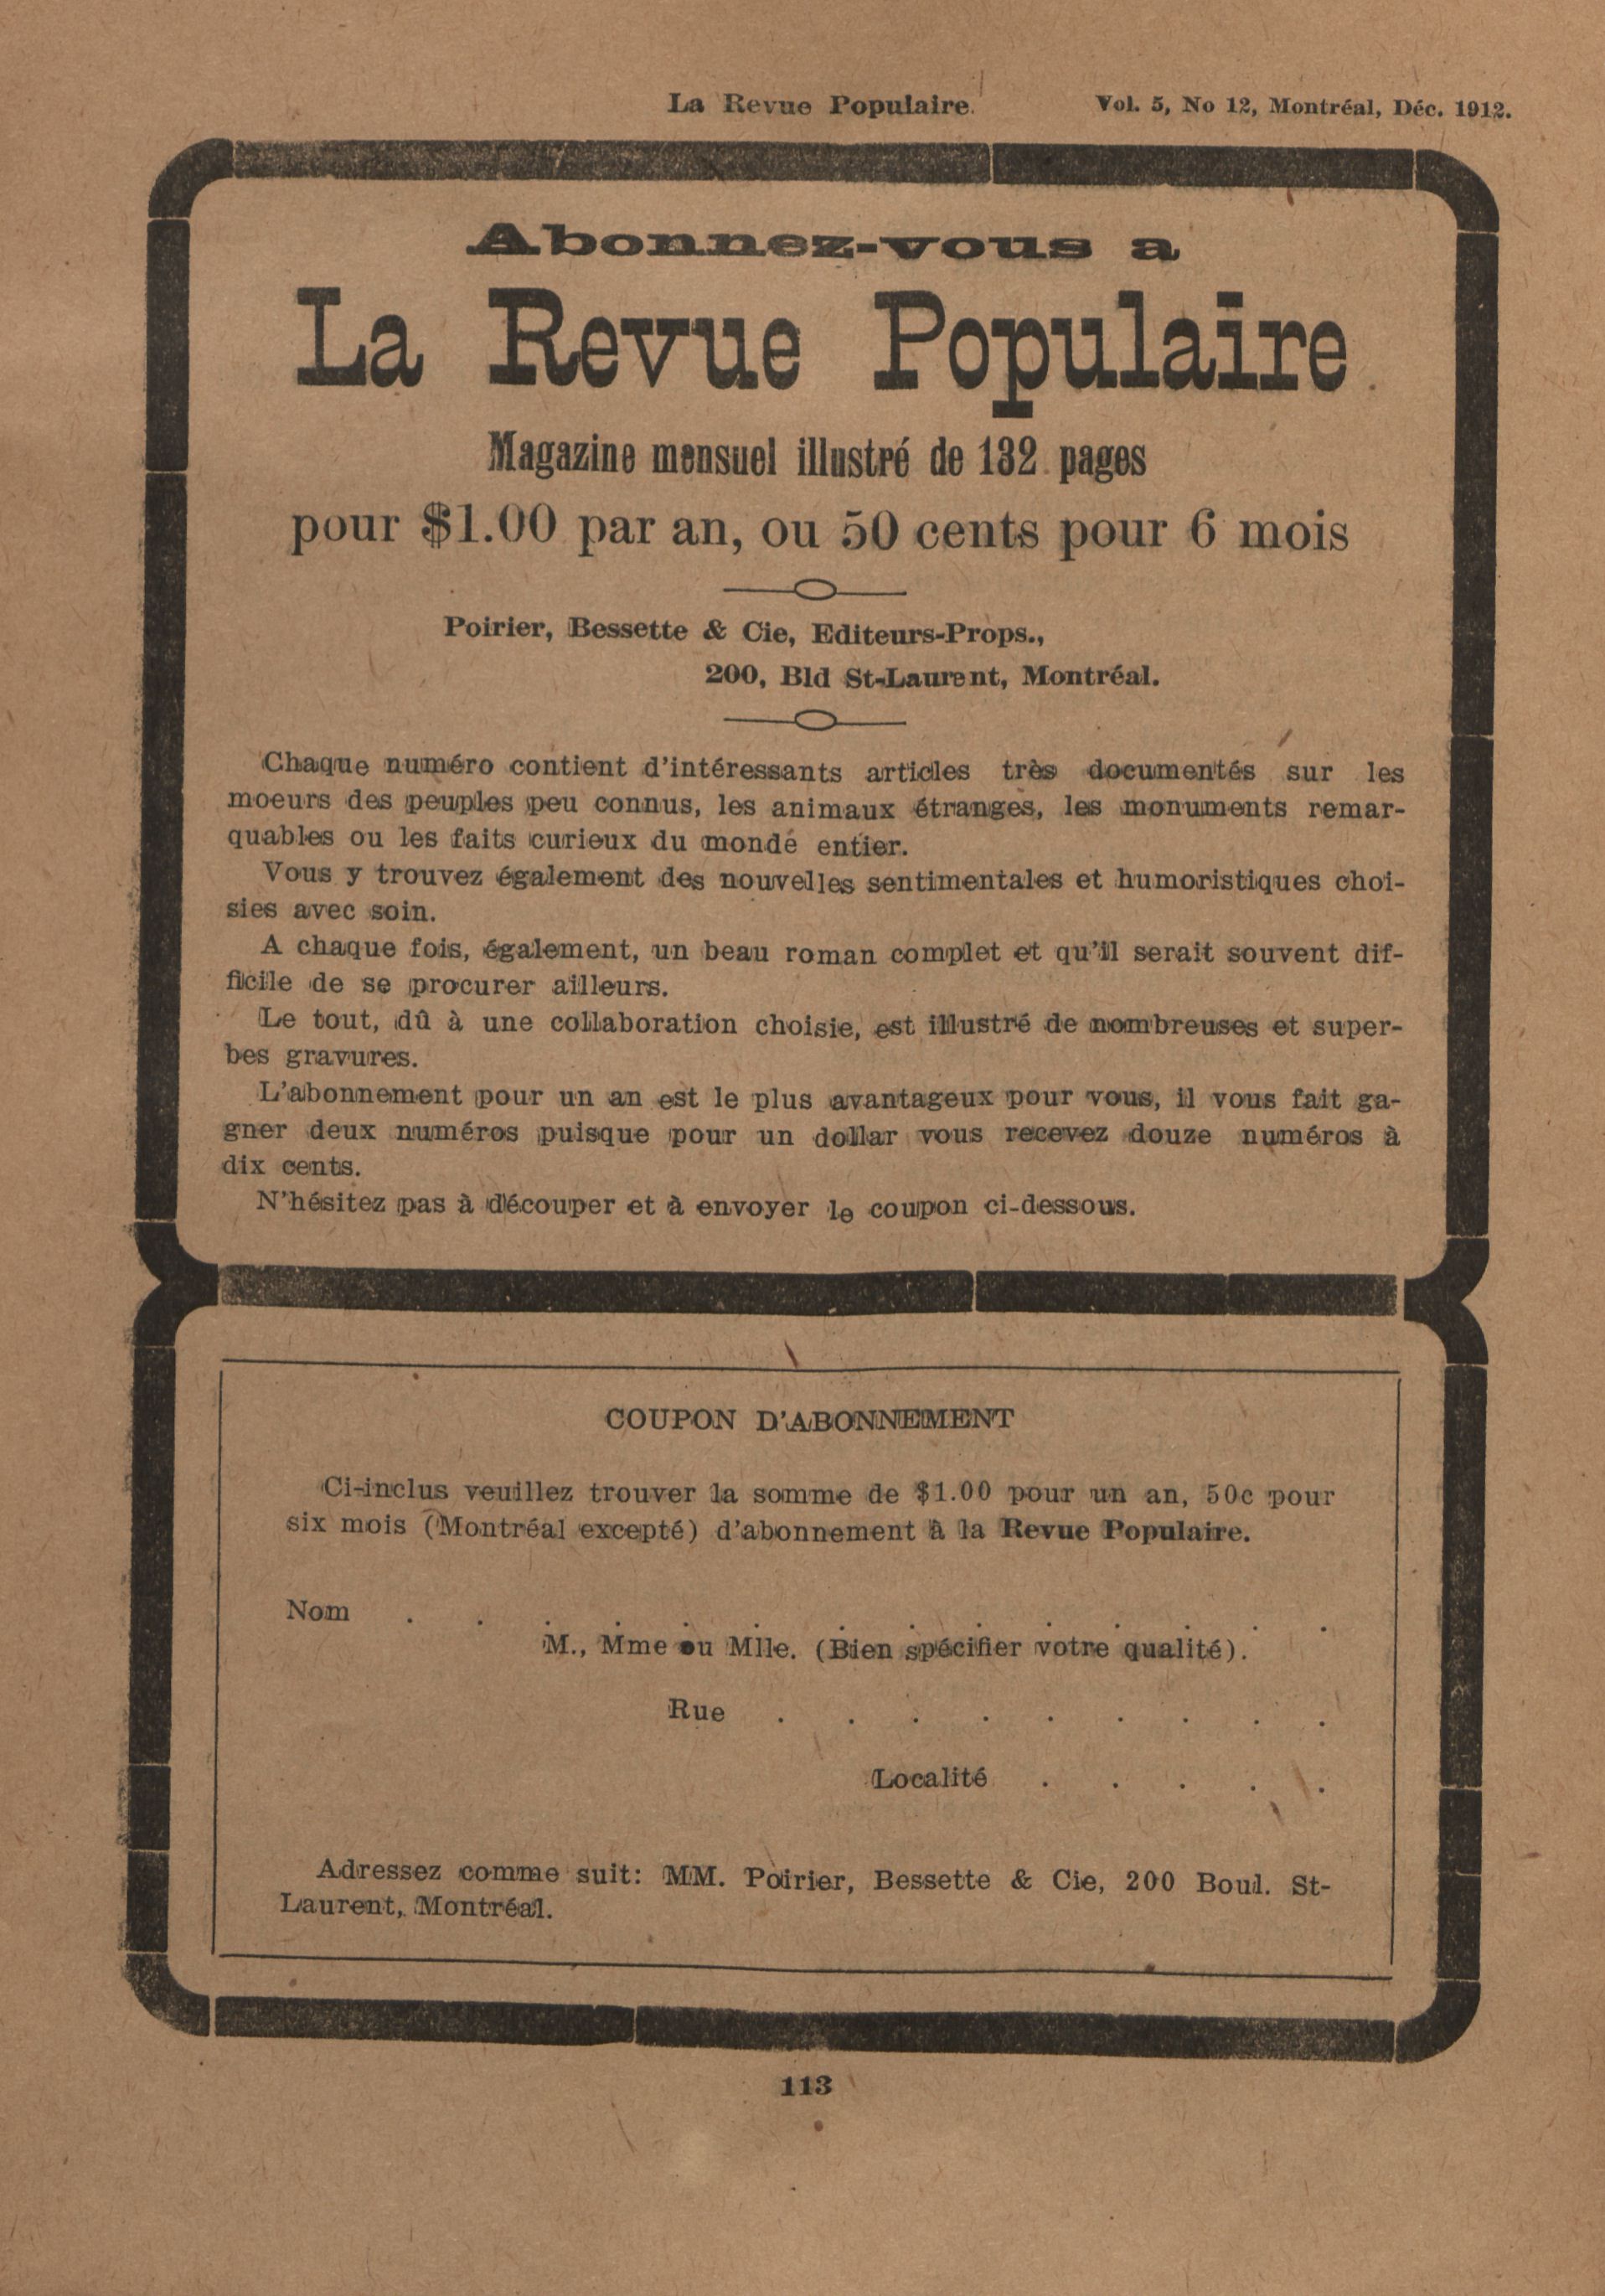 La Revue Populaire. Vol. 5, No 12, Montréal, Déc. 1912.
Abonnez-vous a
La Revue Populaire.
Magazine mensuel illustré de 132 pages
pour $1.00 par an, ou 50 cents pour 6 mois
Poirier, Bessette & Cie, Editeurs-Props.,
200, Bld St-Laurent, Montréal.
Chaque numéro contient d'intéressants articles très documentés sur les
moeurs des peuples peu connus, les animaux étranges, les monuments remar-
quables ou les faits curieux du monde entier.
Vous y trouvez également des nouvelles sentimentales et humoristiques choi-
sies avec soin.
A chaque fois, également, un beau roman complet et qu'il serait souvent dif-
ficile de se procurer ailleurs.
Le tout, dû à une collaboration choisie, est illustré de nombreuses et super-
bes gravures.
L'abonnement pour un an est le plus avantageux pour vous, il vous fait ga-
gner deux numéros puisque pour un dollar vous recevez douze numéros à
dix cents.
N'hésitez pas à découper et à envoyer le coupon ci-dessous.
COUPON D'ABONNEMENT
Ci-inclus veuillez trouver la somme de $1.00 pour un an, 50c pour
six mois (Montréal excepté) d'abonnement à la Revue Populaire.
Nom . . . . . . . . . . . . . .
M., Mme ou Mlle. (Bien spécifier votre qualité).
Rue . . . . . . . . .
Localité . . . . .
Adressez comme suit: MM. Poirier, Bessette & Cie, 200 Boul. St-
Laurent, Montréal.
113